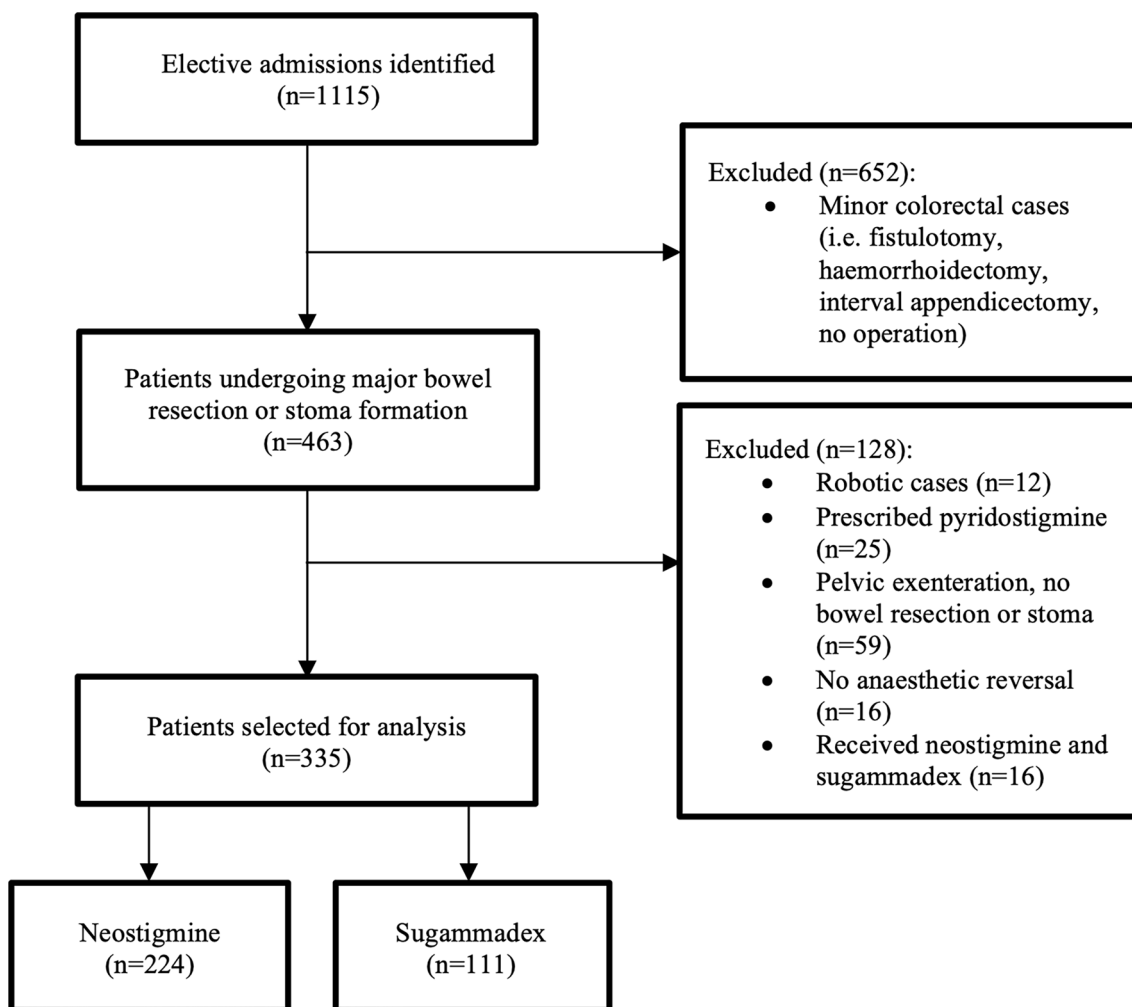 Elective admissions identified
(n=1115)
Excluded (n=652):
• Minor colorectal cases
(i.e. fistulotomy,
haemorrhoidectomy,
interval appendicectomy,
no operation)
Patients undergoing major bowel
resection or stoma formation
(n=463)
Excluded (n=128):
• Robotic cases (n=12)
• Prescribed pyridostigmine
(n=25)
• Pelvic exenteration, no
bowel resection or stoma
(n=59)
• No anaesthetic reversal
(n=16)
• Received neostigmine and
sugammadex (n=16)
Patients selected for analysis
(n=335)
Neostigmine
(n=224)
Sugammadex
(n=111)